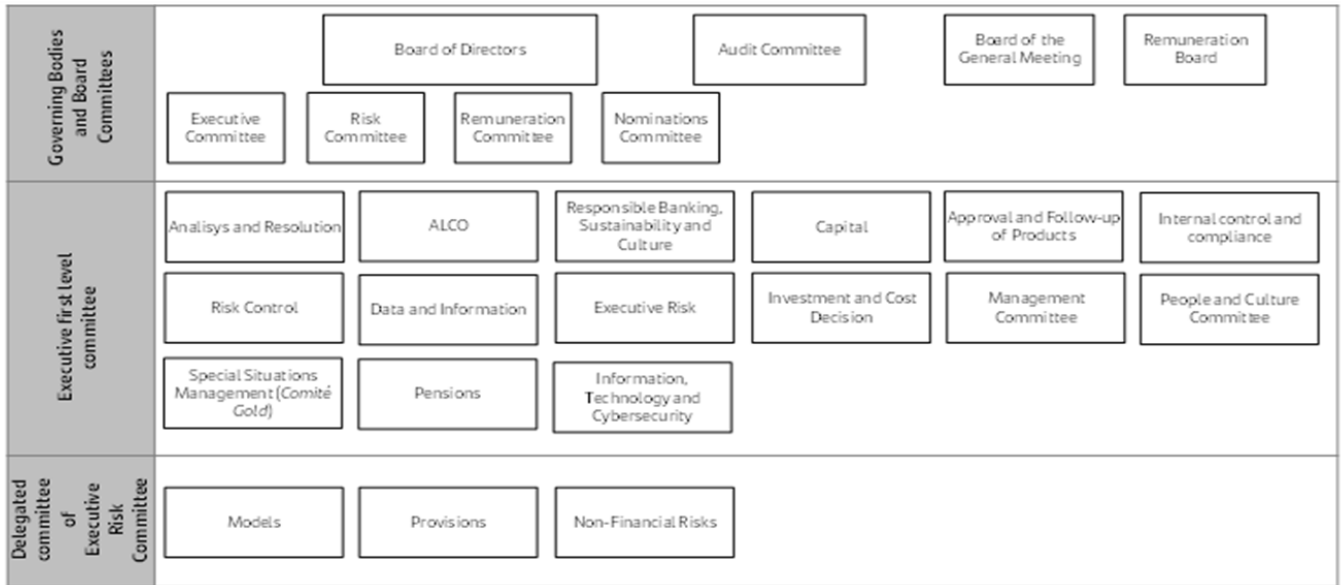 Governing Bodies
and Board
Committees
Board of Directors
Audit Committee
Board of the
General Meeting
Remuneration
Board
Executive
Committee
Risk
Committee
Remuneration
Committee
Nominations
Committee
Executive first level
committee
Analisys and Resolution
ALCO
Responsible Banking,
Sustainability and
Culture
Capital
Approval and Follow-up
of Products
Internal control and
compliance
Risk Control
Data and Information
Executive Risk
Investment and Cost
Decision
Management
Committee
People and Culture
Committee
Special Situations
Management (Comité
Gold)
Pensions
Information,
Technology and
Cybersecurity
Delegated
committee
of
Executive
Risk
Committee
Models
Provisions
Non-Financial Risks